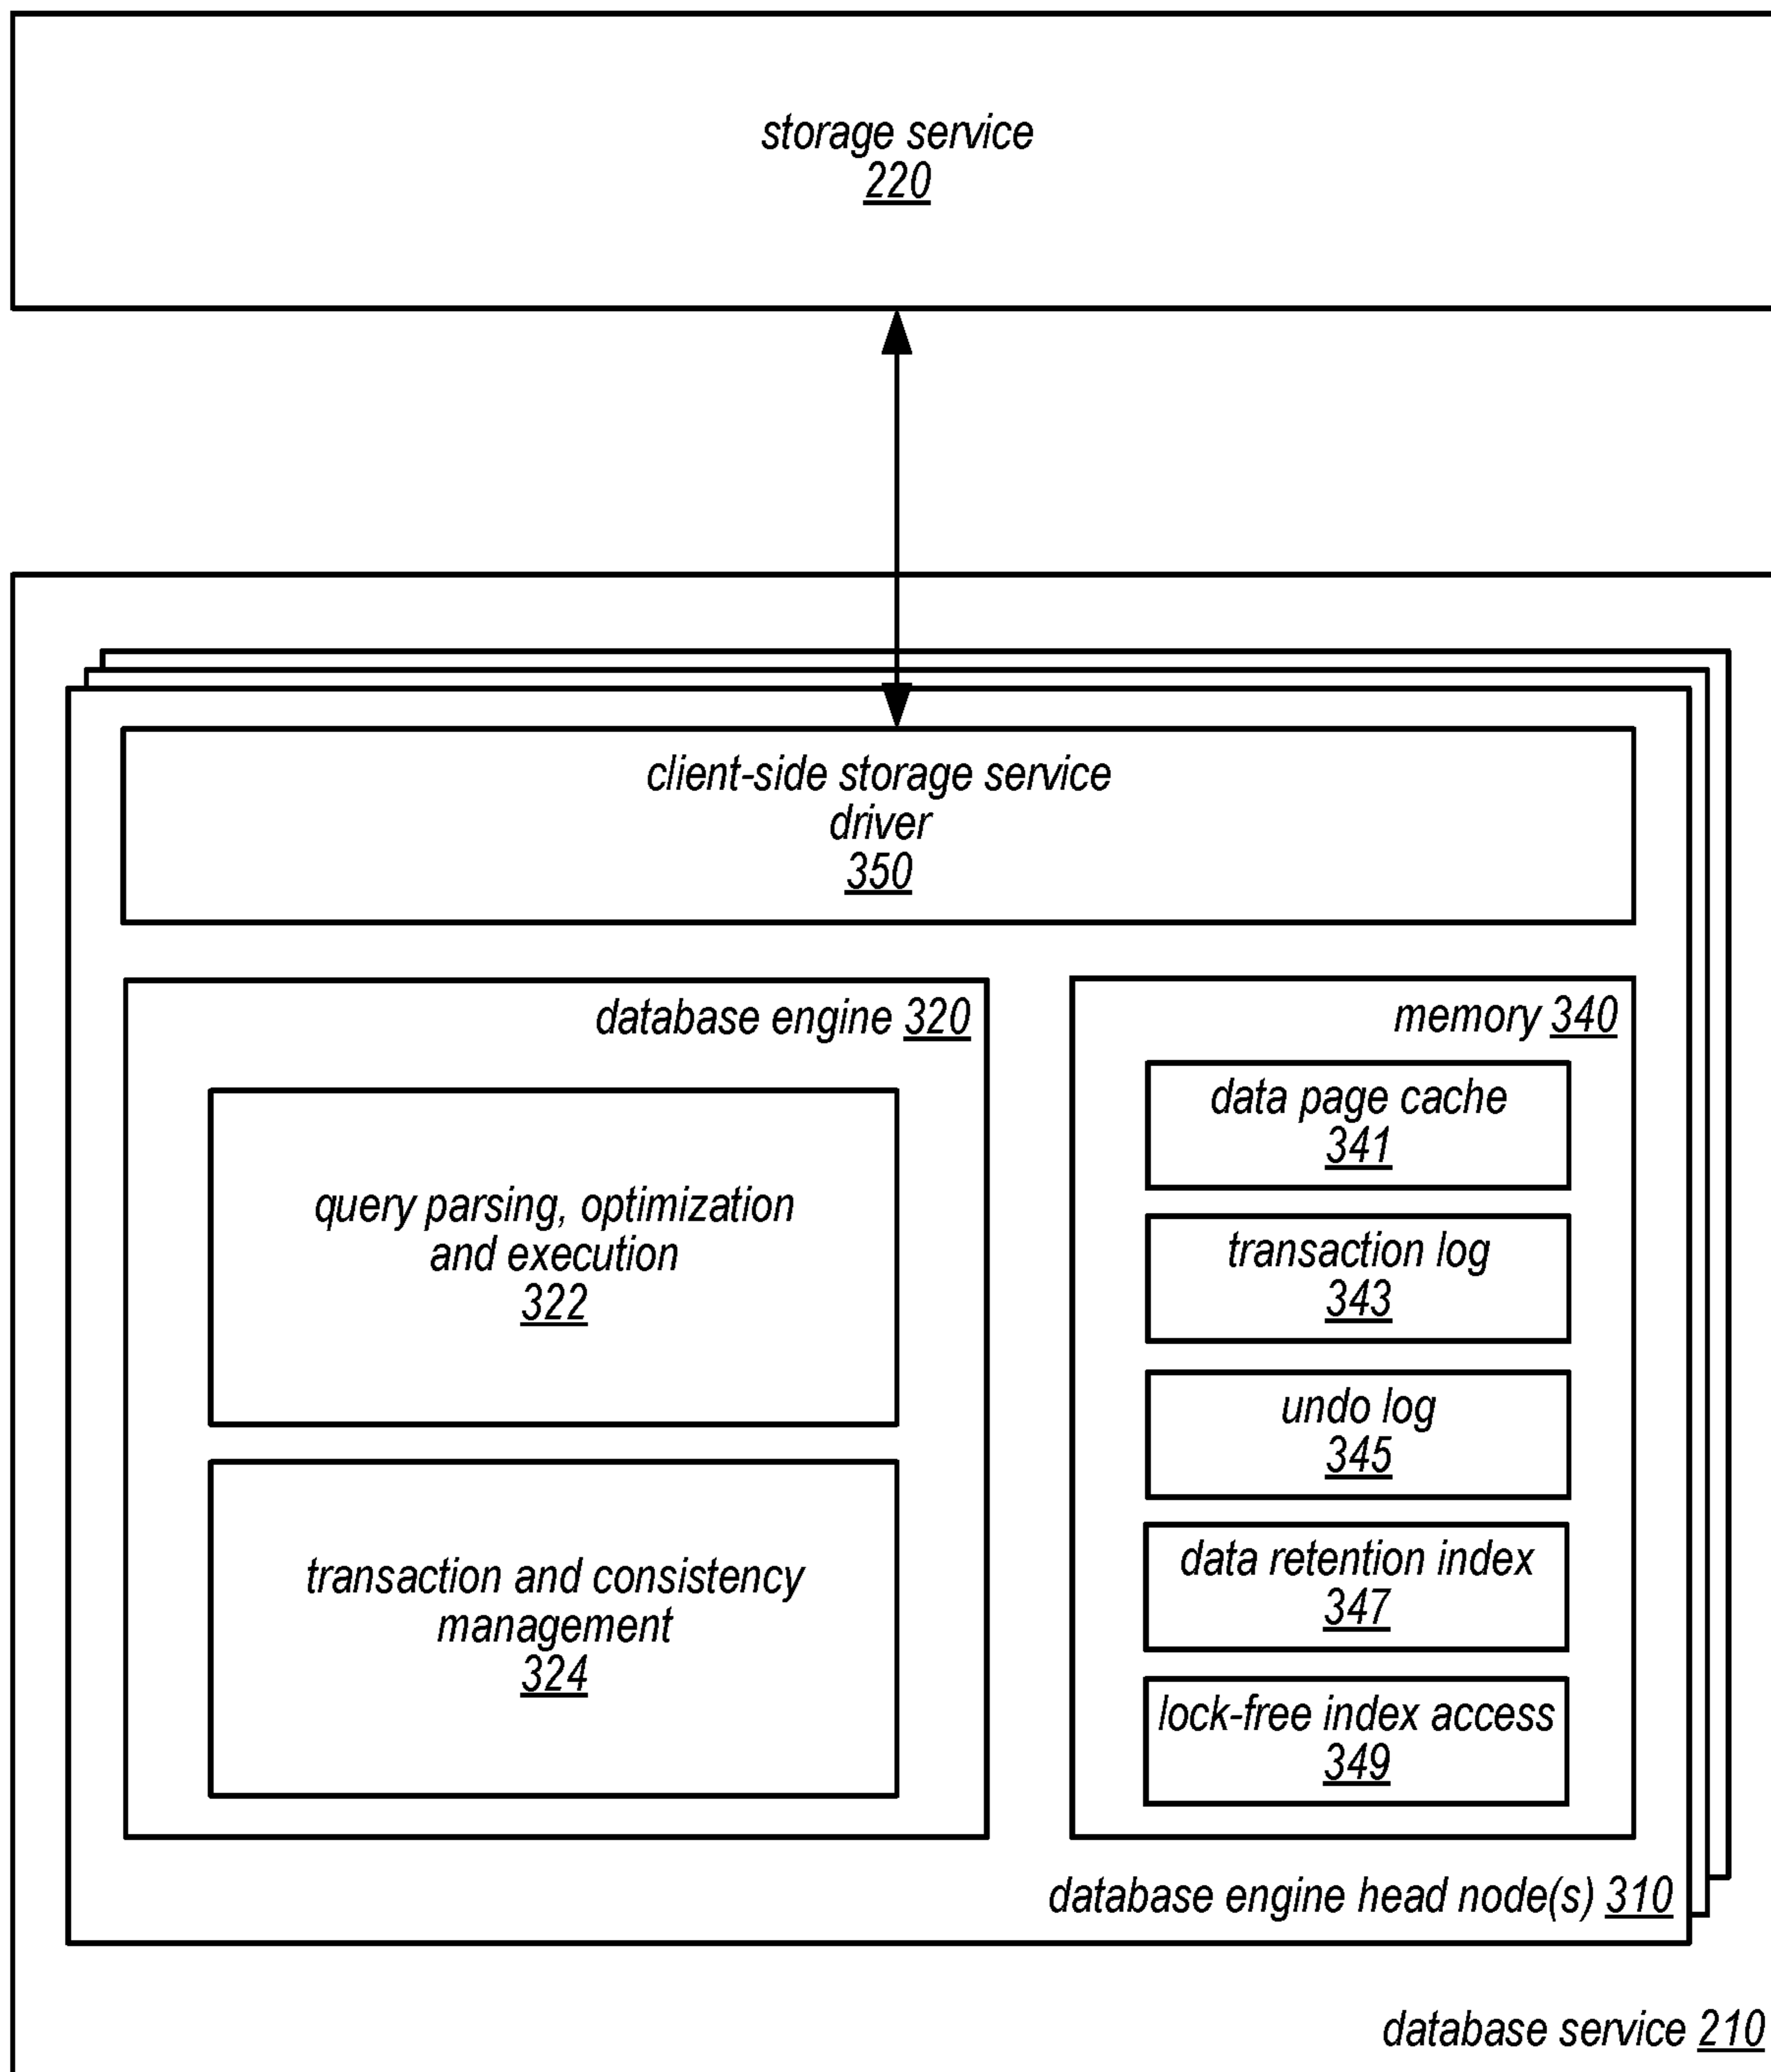 storage service
220
client-side storage service
driver
350
database engine 320
query parsing, optimization
and execution
322
transaction and consistency
management
324
memory 340
data page cache
341
transaction log
343
undo log
345
data retention index
347
lock-free index access
349
database engine head node(s) 310
database service 210